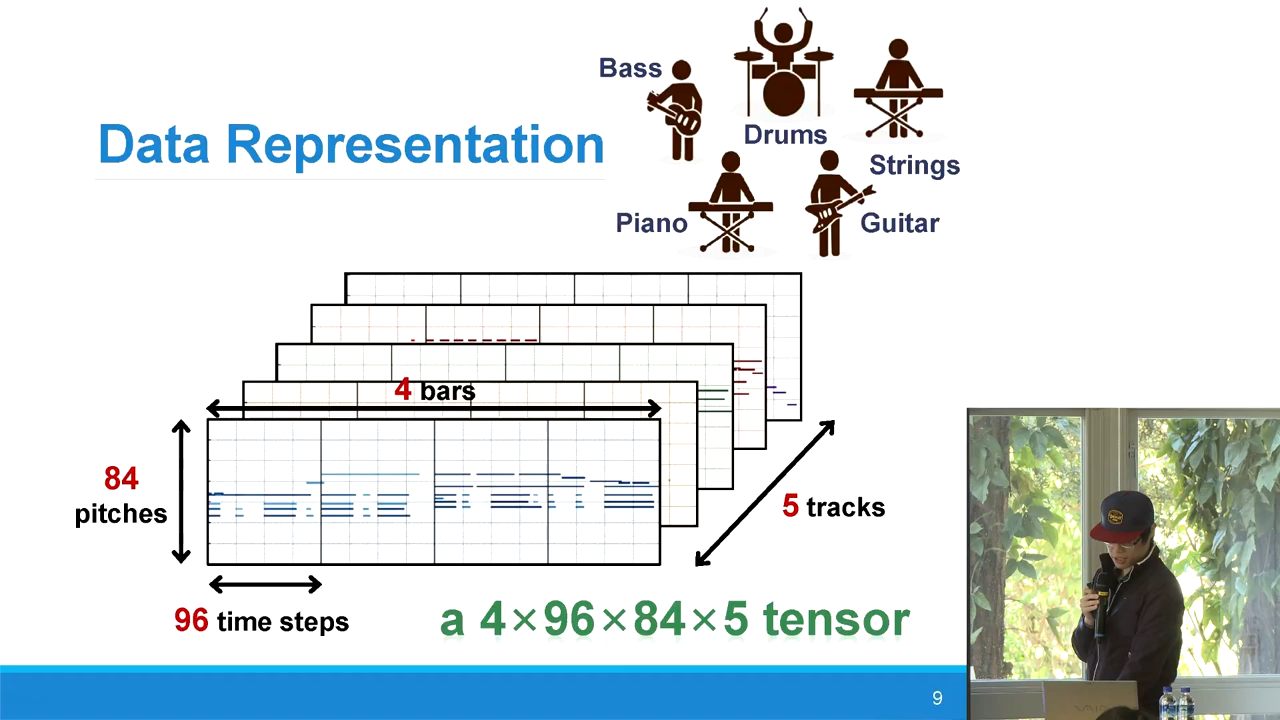 Bass
Drums
Data Representation
Strings
Piano
Guitar
4 bars
84
pitches
5 tracks
96 time steps
a 4×96×84×5 tensor
9